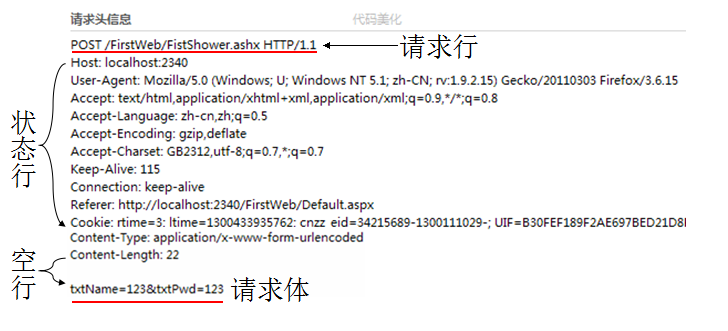 请求头信息 代码美化
POST /FirstWeb/FistShower.ashx HTTP/1.1 请求行
Host: localhost:2340
User-Agent: Mozilla/5.0 (Windows; U; Windows NT 5.1; zh-CN; rv:1.9.2.15) Gecko/20110303 Firefox/3.6.15
Accept: text/html,application/xhtml+xml,application/xml;q=0.9,*/*;q=0.8
Accept-Language: zh-cn,zh;q=0.5
Accept-Encoding: gzip,deflate
Accept-Charset: GB2312,utf-8;q=0.7,*;q=0.7
Keep-Alive: 115
Connection: keep-alive
Referer: http://localhost:2340/FirstWeb/Default.aspx
Cookie: rtime=3; ltime=1300433935762; cnzz_eid=34215689-1300111029-; UIF=B30FEF189F2AE697BED21D8
Content-Type: application/x-www-form-urlencoded
Content-Length: 22
txtName=123&txtPwd=123 请求体
状态行
空行